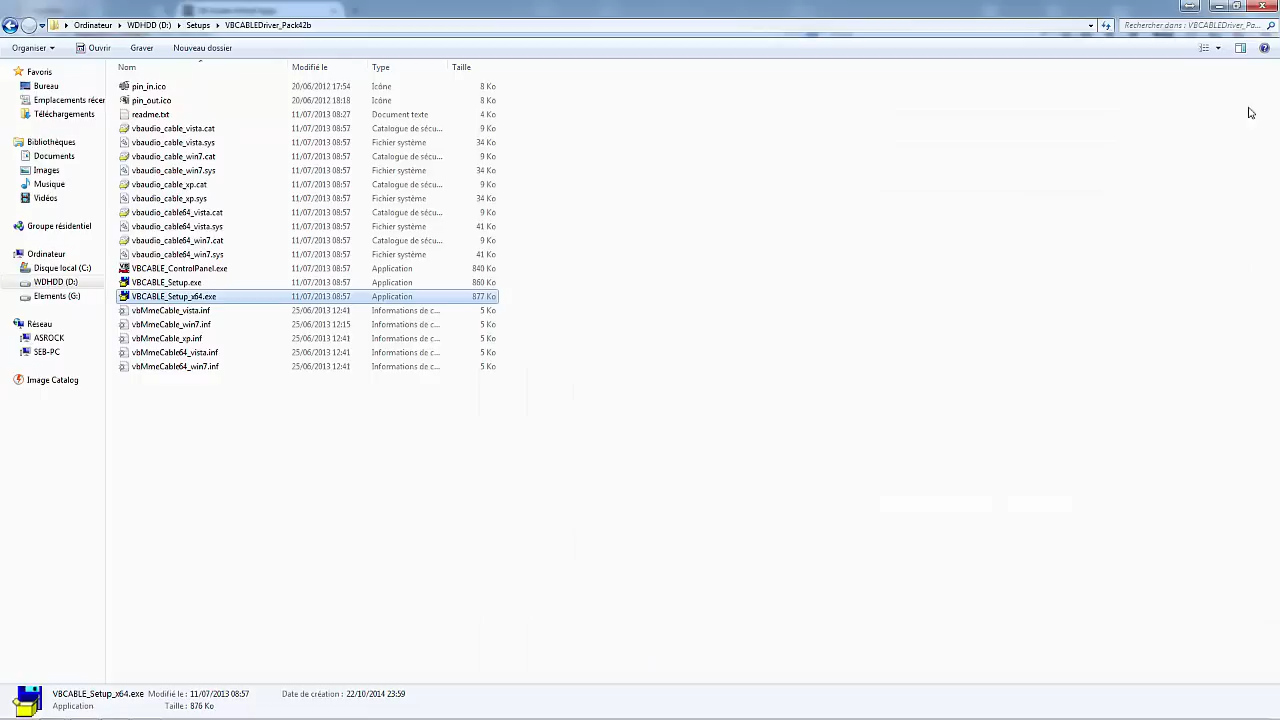 Ordinateur WDHDD (D:) Setups VBCABLEDriver_Pack42b Rechercher dans : VBCABLEDriver_Pa...
Organiser Ouvrir Graver Nouveau dossier
Nom Modifié le Type Taille
Favoris
Bureau
Emplacements récer
Téléchargements
Bibliothèques
Documents
Images
Musique
Vidéos
Groupe résidentiel
Ordinateur
Disque local (C:)
WDHDD (D:)
Elements (G:)
Réseau
ASROCK
SEB-PC
Image Catalog
pin_in.ico 20/06/2012 17:54 Icône 8 Ko
pin_out.ico 20/06/2012 18:18 Icône 8 Ko
readme.txt 11/07/2013 08:27 Document texte 4 Ko
vbaudio_cable_vista.cat 11/07/2013 08:57 Catalogue de sécu... 9 Ko
vbaudio_cable_vista.sys 11/07/2013 08:57 Fichier système 34 Ko
vbaudio_cable_win7.cat 11/07/2013 08:57 Catalogue de sécu... 9 Ko
vbaudio_cable_win7.sys 11/07/2013 08:57 Fichier système 34 Ko
vbaudio_cable_xp.cat 11/07/2013 08:57 Catalogue de sécu... 9 Ko
vbaudio_cable_xp.sys 11/07/2013 08:57 Fichier système 34 Ko
vbaudio_cable64_vista.cat 11/07/2013 08:57 Catalogue de sécu... 9 Ko
vbaudio_cable64_vista.sys 11/07/2013 08:57 Fichier système 41 Ko
vbaudio_cable64_win7.cat 11/07/2013 08:57 Catalogue de sécu... 9 Ko
vbaudio_cable64_win7.sys 11/07/2013 08:57 Fichier système 41 Ko
VBCABLE_ControlPanel.exe 11/07/2013 08:57 Application 840 Ko
VBCABLE_Setup.exe 11/07/2013 08:57 Application 860 Ko
VBCABLE_Setup_x64.exe 11/07/2013 08:57 Application 877 Ko
vbMmeCable_vista.inf 25/06/2013 12:41 Informations de c... 5 Ko
vbMmeCable_win7.inf 25/06/2013 12:15 Informations de c... 5 Ko
vbMmeCable_xp.inf 25/06/2013 12:41 Informations de c... 5 Ko
vbMmeCable64_vista.inf 25/06/2013 12:41 Informations de c... 5 Ko
vbMmeCable64_win7.inf 25/06/2013 12:41 Informations de c... 5 Ko
VBCABLE_Setup_x64.exe Modifié le : 11/07/2013 08:57 Date de création : 22/10/2014 23:59
Application Taille : 876 Ko